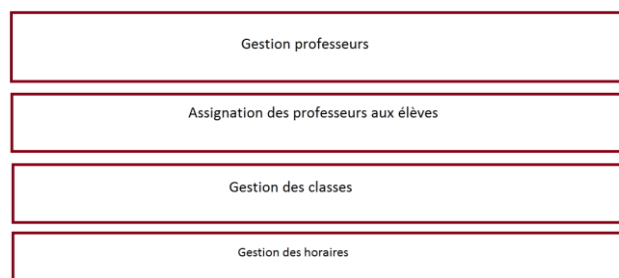 Gestion professeurs
Assignation des professeurs aux élèves
Gestion des classes
Gestion des horaires